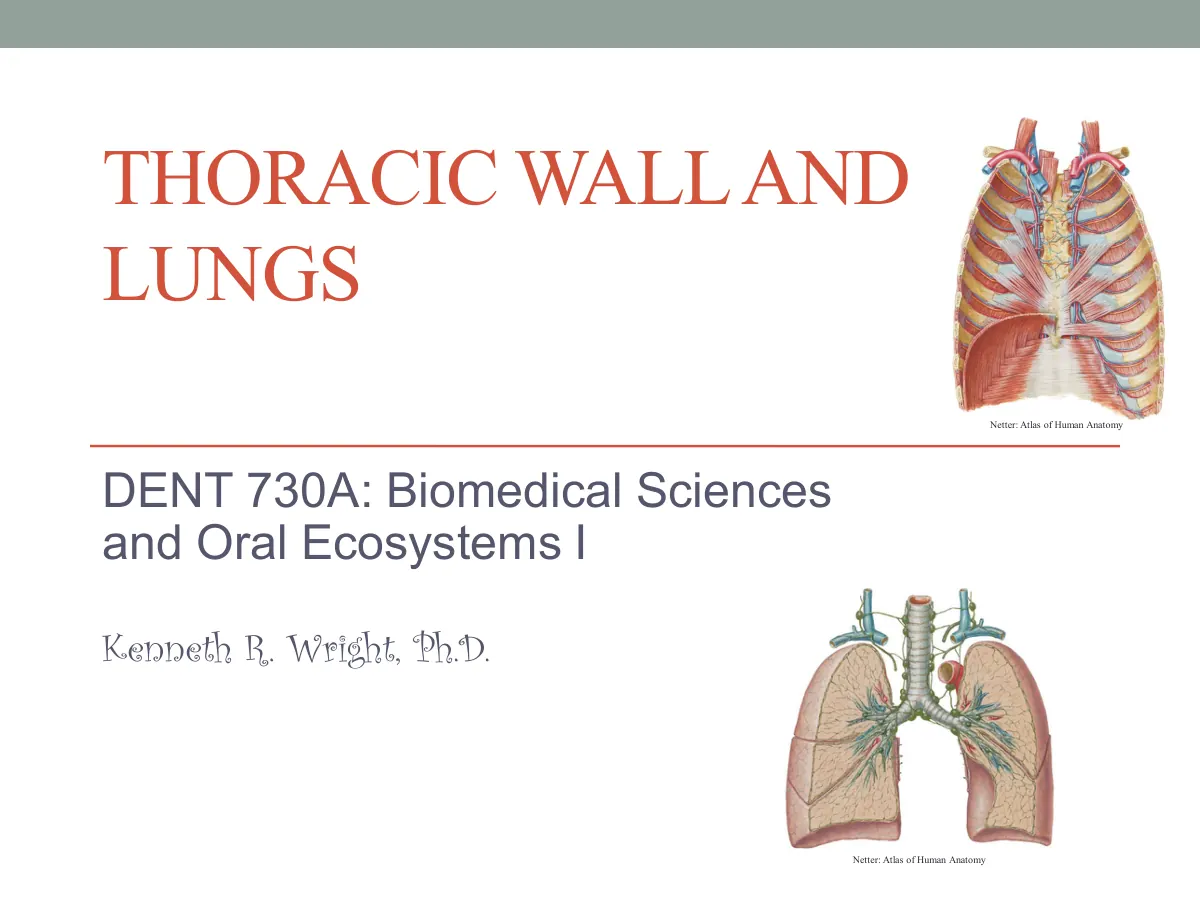 THORACIC WALL AND
LUNGS
Netter: Atlas of Human Anatomy
DENT 730A: Biomedical Sciences
and Oral Ecosystems I
Kenneth R. Wright, Ph.D.
Netter: Atlas of Human Anatomy